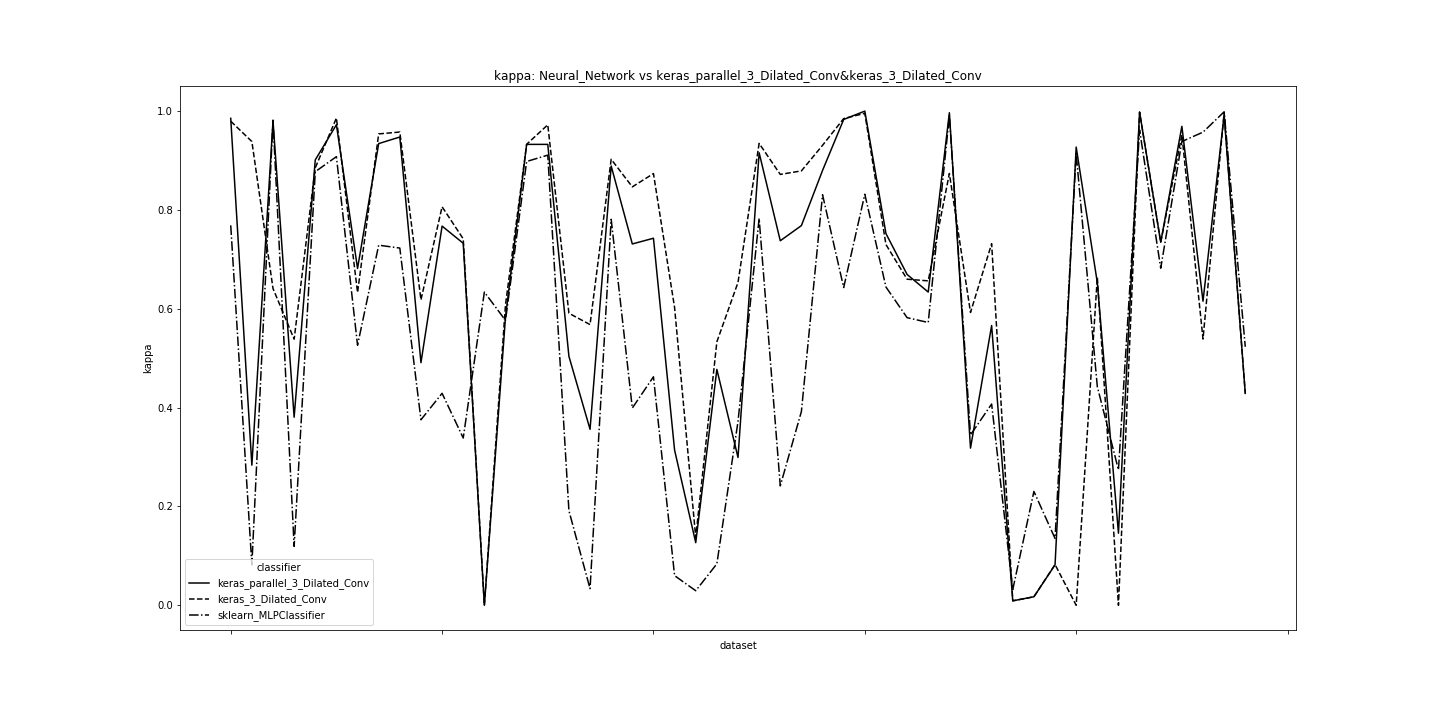 kappa: Neural_Network vs keras_parallel_3_Dilated_Conv&keras_3_Dilated_Conv
1.0
0.8
0.6
0.4
0.2
0.0
kappa
classifier
keras_parallel_3_Dilated_Conv
keras_3_Dilated_Conv
sklearn_MLPClassifier
dataset